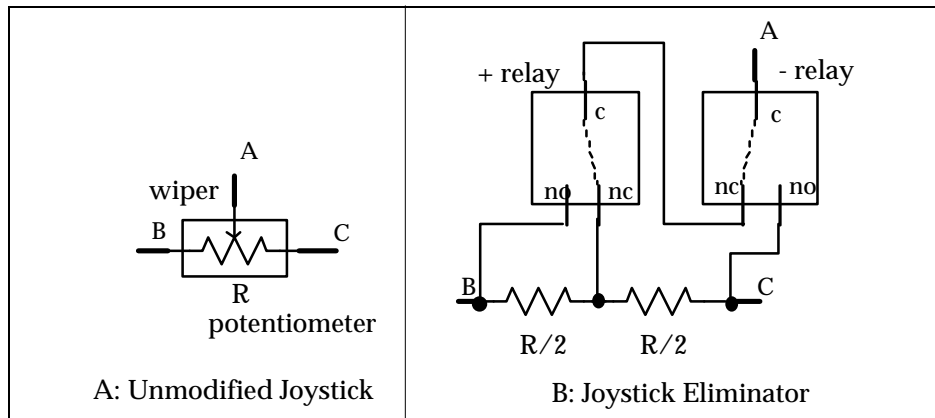 A
wiper
B
C
R
potentiometer
A: Unmodified Joystick
A
+ relay
- relay
c
c
no
nc
nc
no
B
C
R/2
R/2
B: Joystick Eliminator